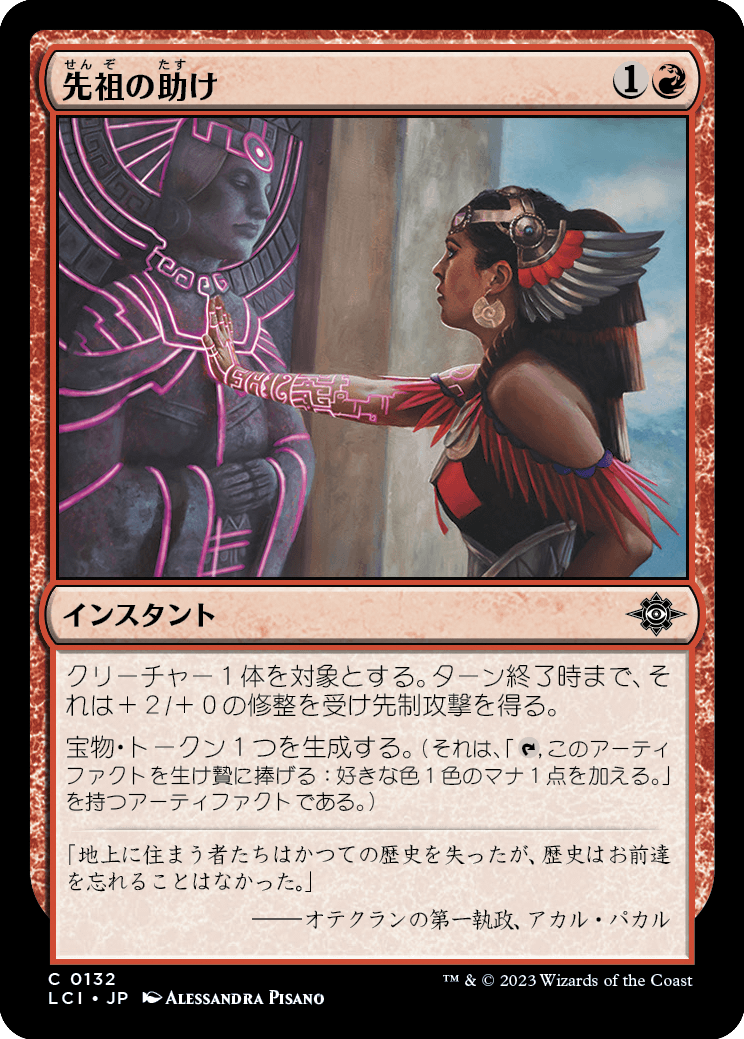 せんぞ たす
先祖の助け 1
インスタント
クリーチャー1体を対象とする。ターン終了時まで、そ
れは+2/+0の修整を受け先制攻撃を得る。
宝物・トークン1つを生成する。(それは、「,このアーティ
ファクトを生け贄に捧げる:好きな色1色のマナ1点を加える。」
を持つアーティファクトである。)
「地上に住まう者たちはかつての歴史を失ったが、歴史はお前達
を忘れることはなかった。」
――オテクランの第一執政、アカル・パカル
C 0132
LCI • JP ALESSANDRA PISANO
™ & © 2023 Wizards of the Coast